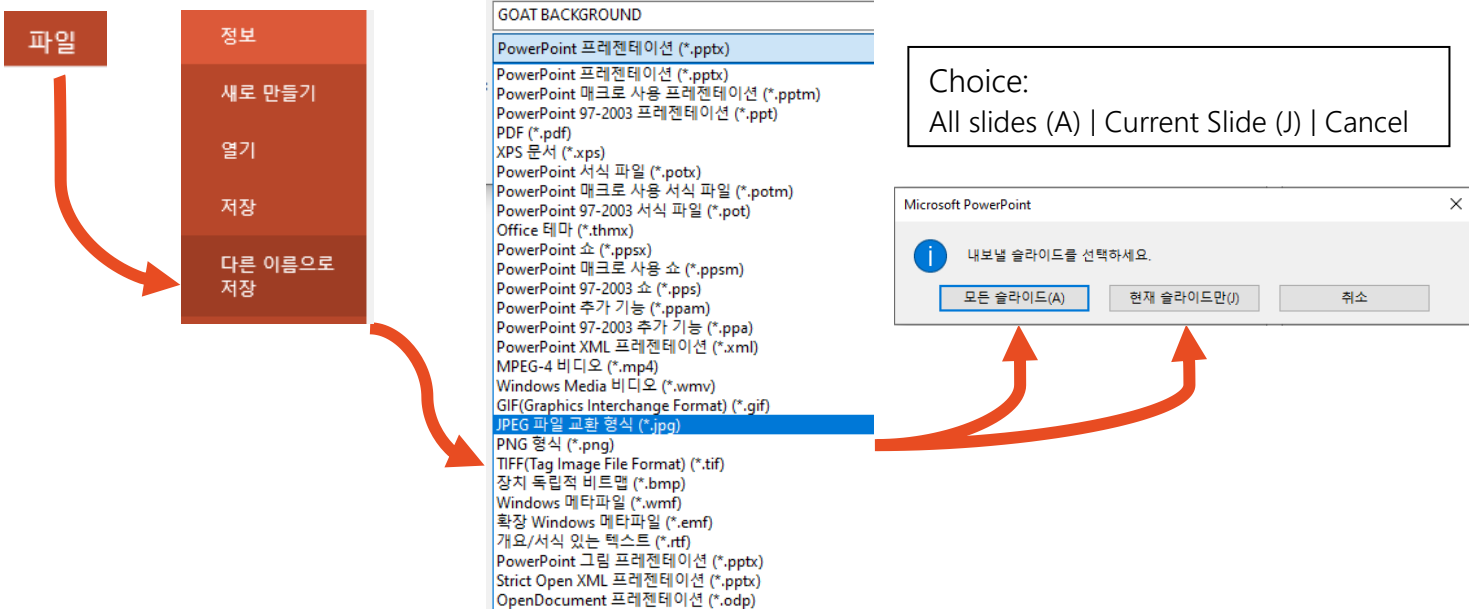 파일
정보
새로 만들기
열기
저장
다른 이름으로
저장
GOAT BACKGROUND
PowerPoint 프레젠테이션 (*.pptx)
PowerPoint 프레젠테이션 (*.pptx)
PowerPoint 매크로 사용 프레젠테이션 (*.pptm)
PowerPoint 97-2003 프레젠테이션 (*.ppt)
PDF (*.pdf)
XPS 문서 (*.xps)
PowerPoint 서식 파일 (*.potx)
PowerPoint 매크로 사용 서식 파일 (*.potm)
PowerPoint 97-2003 서식 파일 (*.pot)
Office 테마 (*.thmx)
PowerPoint 쇼 (*.ppsx)
PowerPoint 매크로 사용 쇼 (*.ppsm)
PowerPoint 97-2003 쇼 (*.pps)
PowerPoint 추가 기능 (*.ppam)
PowerPoint 97-2003 추가 기능 (*.ppa)
PowerPoint XML 프레젠테이션 (*.xml)
MPEG-4 비디오 (*.mp4)
Windows Media 비디오 (*.wmv)
GIF(Graphics Interchange Format) (*.gif)
JPEG 파일 교환 형식 (*.jpg)
PNG 형식 (*.png)
TIFF(Tag Image File Format) (*.tif)
장치 독립적 비트맵 (*.bmp)
Windows 메타파일 (*.wmf)
확장 Windows 메타파일 (*.emf)
개요/서식 있는 텍스트 (*.rtf)
PowerPoint 그림 프레젠테이션 (*.pptx)
Strict Open XML 프레젠테이션 (*.pptx)
OpenDocument 프레젠테이션 (*.odp)
Choice:
All slides (A) | Current Slide (J) | Cancel
Microsoft PowerPoint
내보낼 슬라이드를 선택하세요.
모든 슬라이드(A) 현재 슬라이드만(J) 취소